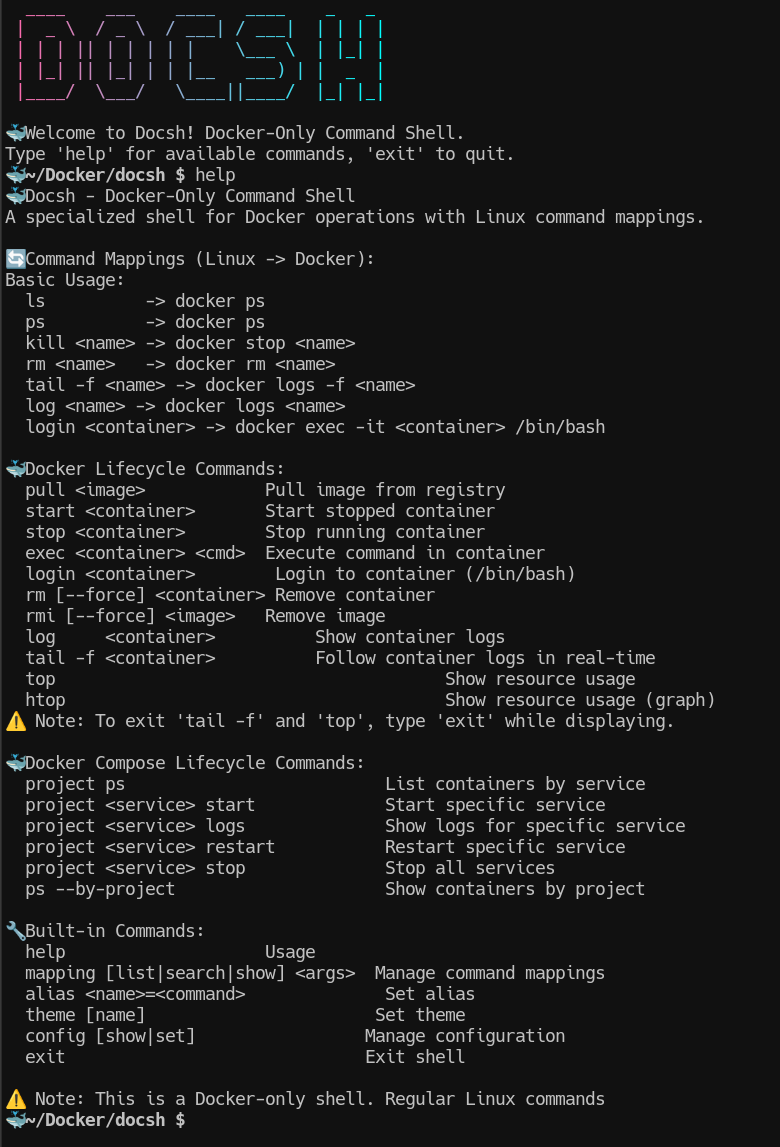 DOCSH
🐳Welcome to Docsh! Docker-Only Command Shell.
Type 'help' for available commands, 'exit' to quit.
🐳~/Docker/docsh $ help
🐳Docsh - Docker-Only Command Shell
A specialized shell for Docker operations with Linux command mappings.

🔄Command Mappings (Linux -> Docker):
Basic Usage:
  ls          -> docker ps
  ps          -> docker ps
  kill <name> -> docker stop <name>
  rm <name>   -> docker rm <name>
  tail -f <name> -> docker logs -f <name>
  log <name> -> docker logs <name>
  login <container> -> docker exec -it <container> /bin/bash

🐳Docker Lifecycle Commands:
  pull <image>            Pull image from registry
  start <container>       Start stopped container
  stop <container>        Stop running container
  exec <container> <cmd>  Execute command in container
  login <container>        Login to container (/bin/bash)
  rm [--force] <container> Remove container
  rmi [--force] <image>   Remove image
  log     <container>          Show container logs
  tail -f <container>          Follow container logs in real-time
  top                                       Show resource usage
  htop                                      Show resource usage (graph)
⚠️ Note: To exit 'tail -f' and 'top', type 'exit' while displaying.

🐳Docker Compose Lifecycle Commands:
  project ps                          List containers by service
  project <service> start             Start specific service
  project <service> logs              Show logs for specific service
  project <service> restart           Restart specific service
  project <service> stop              Stop all services
  ps --by-project                     Show containers by project

🔧Built-in Commands:
  help                    Usage
  mapping [list|search|show] <args>  Manage command mappings
  alias <name>=<command>              Set alias
  theme [name]                       Set theme
  config [show|set]                 Manage configuration
  exit                              Exit shell

⚠️ Note: This is a Docker-only shell. Regular Linux commands
🐳~/Docker/docsh $